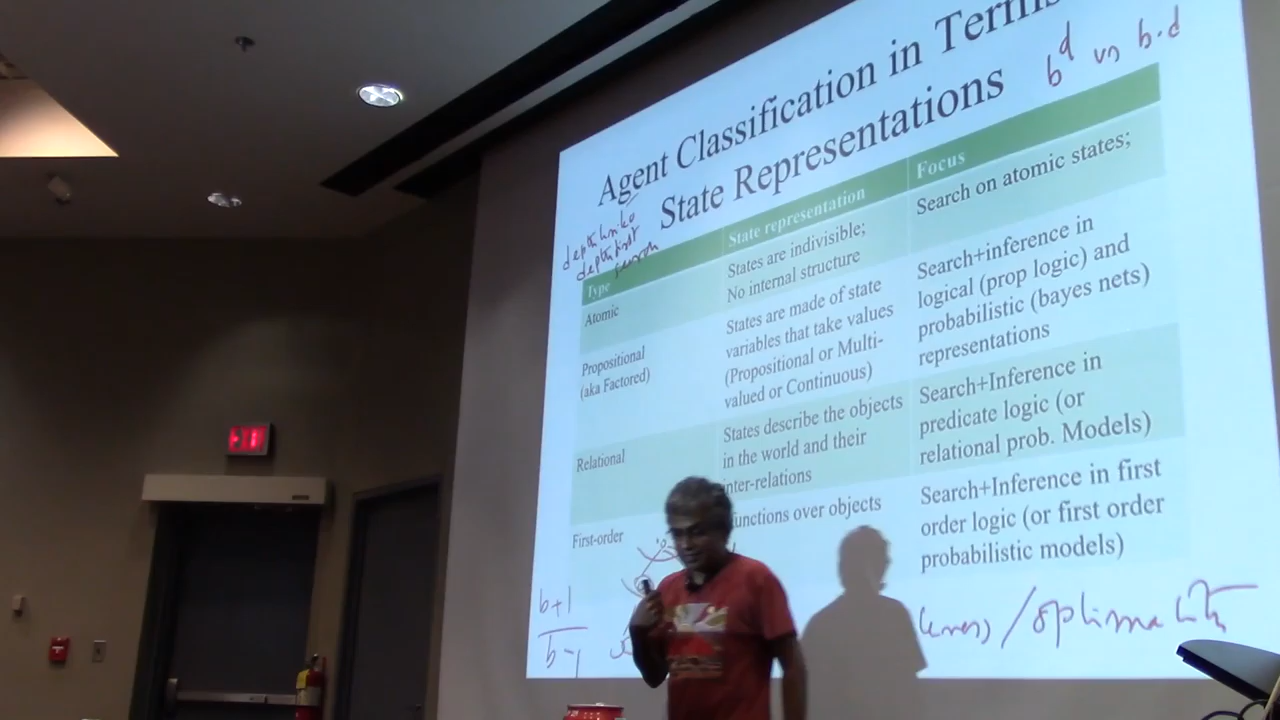 Agent Classification in Terms
State Representations
b^d vs b.d
depth first
Type
State representation
Focus
Atomic
States are indivisible;
No internal structure
Search on atomic states;
Propositional
(aka Factored)
States are made of state
variables that take values
(Propositional or Multi-
valued or Continuous)
Search+inference in
logical (prop logic) and
probabilistic (bayes nets)
representations
Relational
States describe the objects
in the world and their
inter-relations
Search+Inference in
predicate logic (or
relational prob. Models)
First-order
functions over objects
Search+Inference in first
order logic (or first order
probabilistic models)
b+1
b-1
/optimality